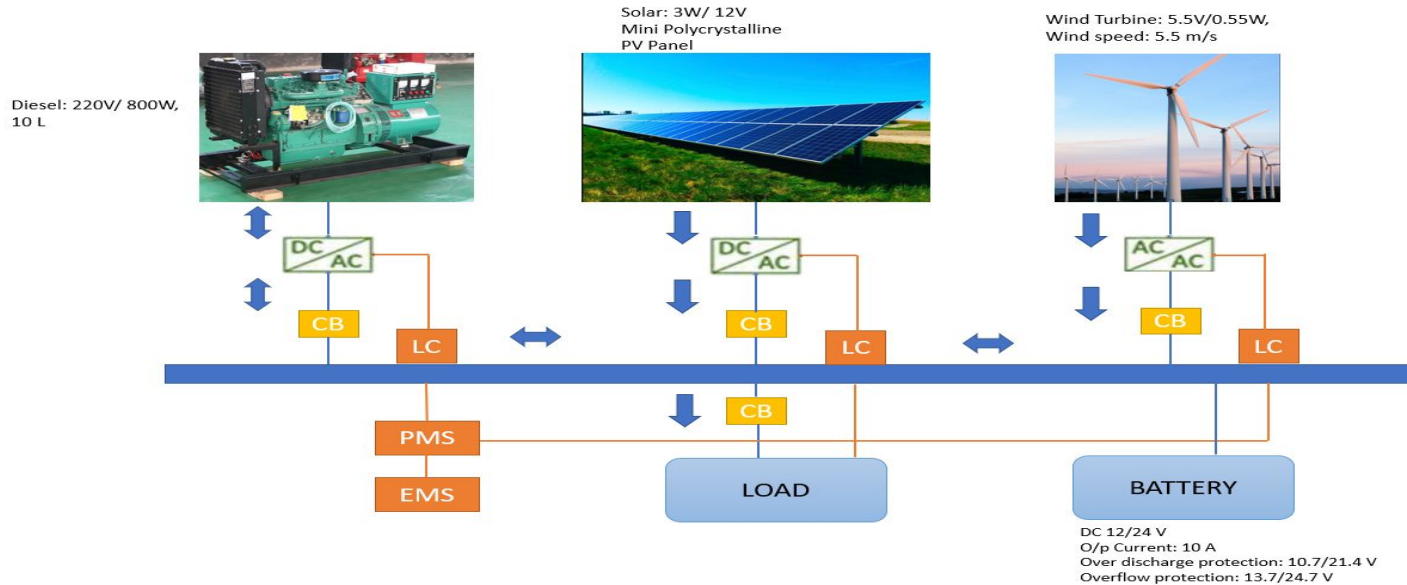 Solar: 3W/ 12V
Mini Polycrystalline
PV Panel
Wind Turbine: 5.5V/0.55W,
Wind speed: 5.5 m/s
Diesel: 220V/ 800W,
10 L
DC
AC
DC
AC
AC
AC
CB
LC
CB
LC
CB
LC
CB
PMS
EMS
LOAD
BATTERY
DC 12/24 V
O/p Current: 10 A
Over discharge protection: 10.7/21.4 V
Overflow protection: 13.7/24.7 V